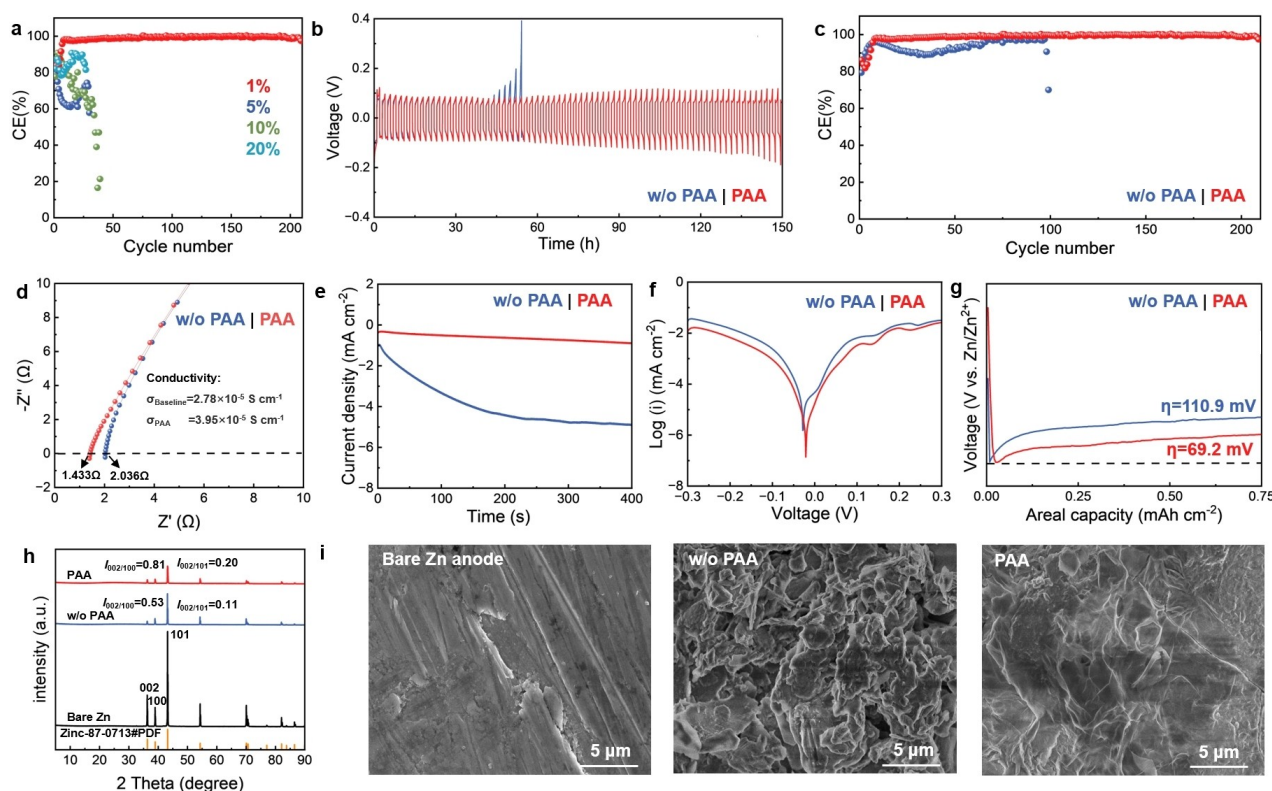 a
CE(%)
100
80
60
40
20
0
0 50 100 150 200
Cycle number
1%
5%
10%
20%
b
Voltage (V)
0.4
0.2
0.0
−0.2
−0.4
0 30 60 90 120 150
Time (h)
w/o PAA | PAA
c
CE(%)
100
80
60
40
20
0
0 50 100 150 200
Cycle number
w/o PAA | PAA
d
-Z'' (Ω)
10
8
6
4
2
0
−2
0 2 4 6 8 10
Z' (Ω)
w/o PAA | PAA
Conductivity:
σBaseline=2.78×10-5 S cm-1
σPAA =3.95×10-5 S cm-1
1.433Ω 2.036Ω
e
Current density (mA cm-2)
2
0
−2
−4
−6
−8
0 100 200 300 400
Time (s)
w/o PAA | PAA
f
Log (i) (mA cm-2)
0
−2
−4
−6
−8
−0.3 −0.2 −0.1 0.0 0.1 0.2 0.3
Voltage (V)
w/o PAA | PAA
g
Voltage (V vs. Zn/Zn2+)
0.00 0.25 0.50 0.75
Areal capacity (mAh cm-2)
w/o PAA | PAA
η=110.9 mV
η=69.2 mV
h
intensity (a.u.)
PAA
I002/100=0.81 I002/101=0.20
w/o PAA
I002/100=0.53 I002/101=0.11
101
002
100
Bare Zn
Zinc-87-0713#PDF
10 20 30 40 50 60 70 80 90
2 Theta (degree)
i
Bare Zn anode
5 µm
w/o PAA
5 µm
PAA
5 µm